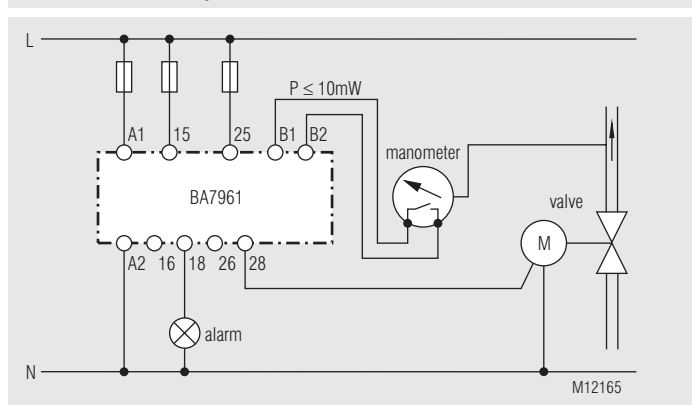 L
P ≤ 10mW
A1 15 25 B1 B2
manometer
BA7961
valve
M
A2 16 18 26 28
alarm
N
M12165